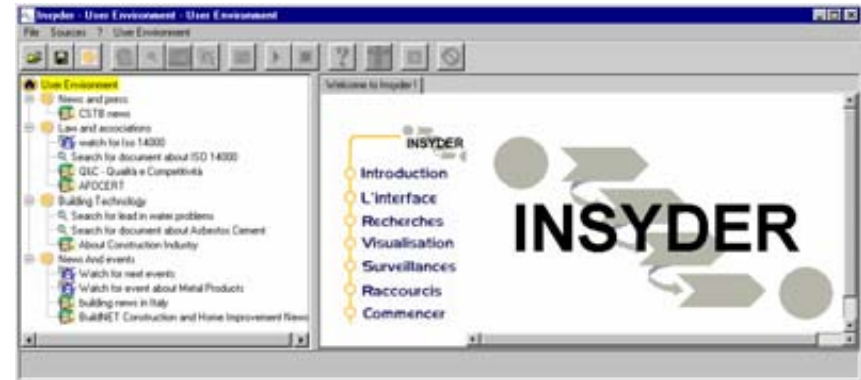 Insyder - User Environment - User Environment
File Sources ? User Environment
User Environment
News and press
CSTB news
Law and associations
watch for Iso 14000
Search for document about ISO 14000
Q&C - Qualità e Competitività
AFOCERT
Building Technology
Search for lead in water problems
Search for document about Asbestos Cement
About Construction Industry
News And events
Watch for next events
Watch for event about Metal Products
building news in Italy
BuildNET Construction and Home Improvement News
Welcome to Insyder !
INSYDER
Introduction
L'interface
Recherches
Visualisation
Surveillances
Raccourcis
Commencer
INSYDER